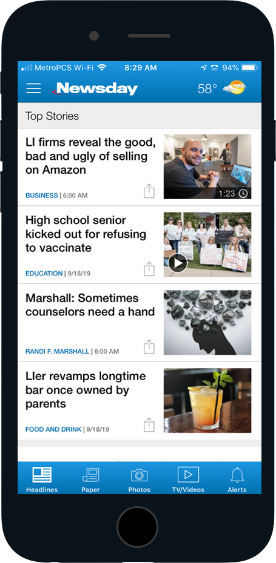 MetroPCS Wi-Fi 8:29 AM 94%
Newsday 58°
Top Stories
LI firms reveal the good,
bad and ugly of selling
on Amazon
BUSINESS | 6:00 AM
1:23
High school senior
kicked out for refusing
to vaccinate
EDUCATION | 9/18/19
Marshall: Sometimes
counselors need a hand
RANDI F. MARSHALL | 6:00 AM
LIer revamps longtime
bar once owned by
parents
FOOD AND DRINK | 9/18/19
Headlines Paper Photos TV/Videos Alerts